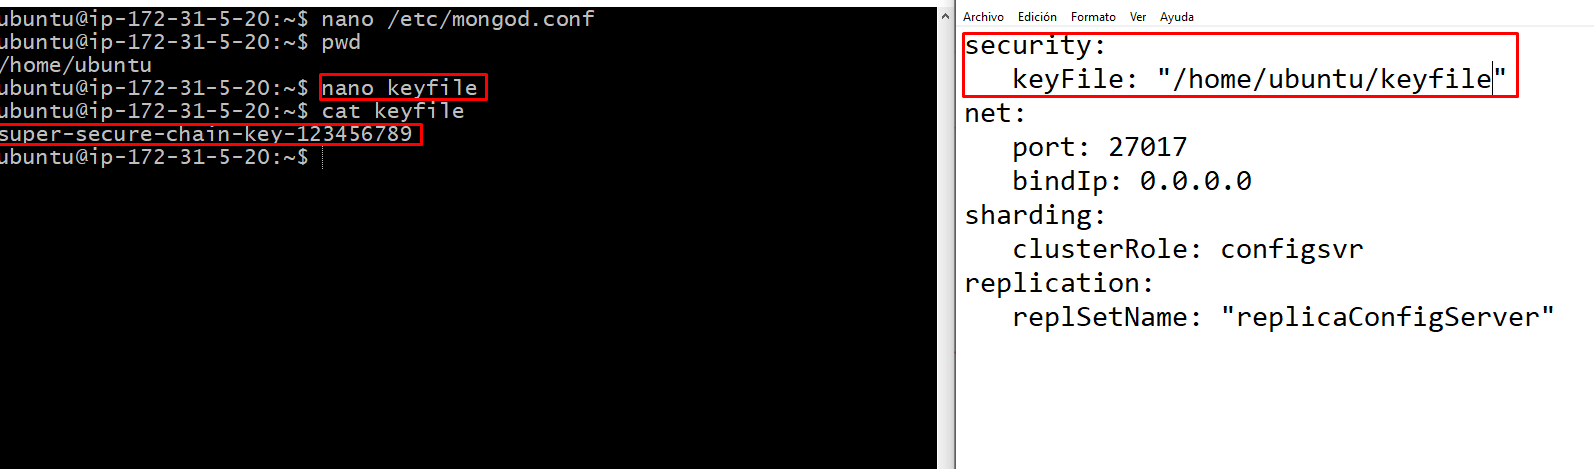 ubuntu@ip-172-31-5-20:~$ nano /etc/mongod.conf
ubuntu@ip-172-31-5-20:~$ pwd
/home/ubuntu
ubuntu@ip-172-31-5-20:~$ nano keyfile
ubuntu@ip-172-31-5-20:~$ cat keyfile
super-secure-chain-key-123456789
ubuntu@ip-172-31-5-20:~$
Archivo Edición Formato Ver Ayuda
security:
   keyFile: "/home/ubuntu/keyfile"
net:
   port: 27017
   bindIp: 0.0.0.0
sharding:
   clusterRole: configsvr
replication:
   replSetName: "replicaConfigServer"